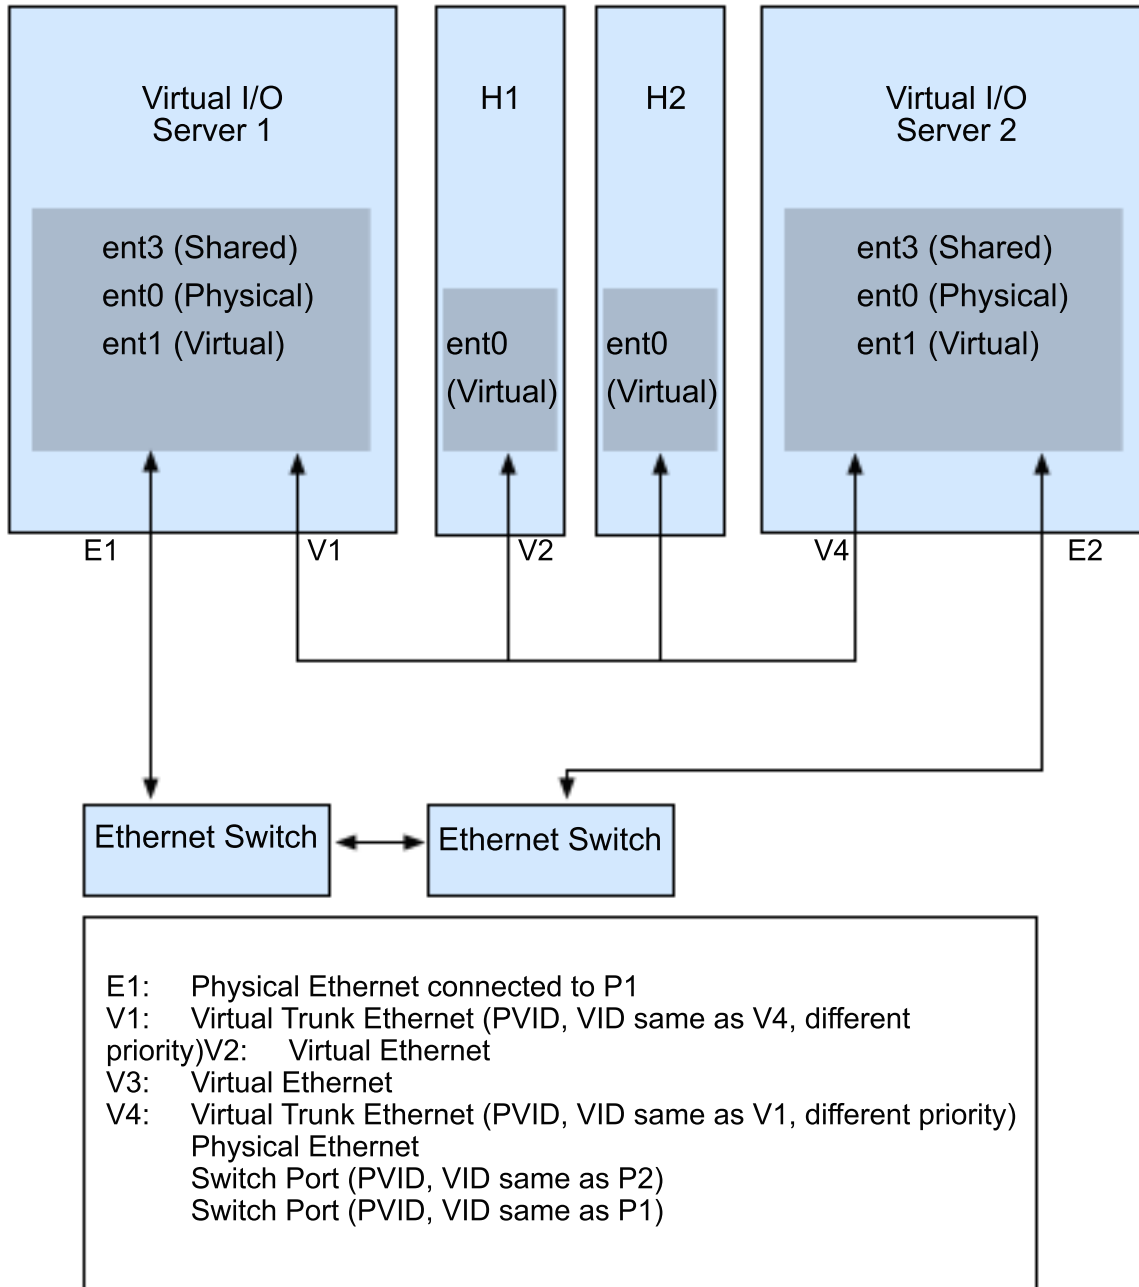 Virtual I/O
Server 1
H1
H2
Virtual I/O
Server 2
ent3 (Shared)
ent0 (Physical)
ent1 (Virtual)
ent0
(Virtual)
ent0
(Virtual)
ent3 (Shared)
ent0 (Physical)
ent1 (Virtual)
E1
V1
V2
V4
E2
Ethernet Switch
Ethernet Switch
E1: Physical Ethernet connected to P1
V1: Virtual Trunk Ethernet (PVID, VID same as V4, different
priority)V2: Virtual Ethernet
V3: Virtual Ethernet
V4: Virtual Trunk Ethernet (PVID, VID same as V1, different priority)
Physical Ethernet
Switch Port (PVID, VID same as P2)
Switch Port (PVID, VID same as P1)